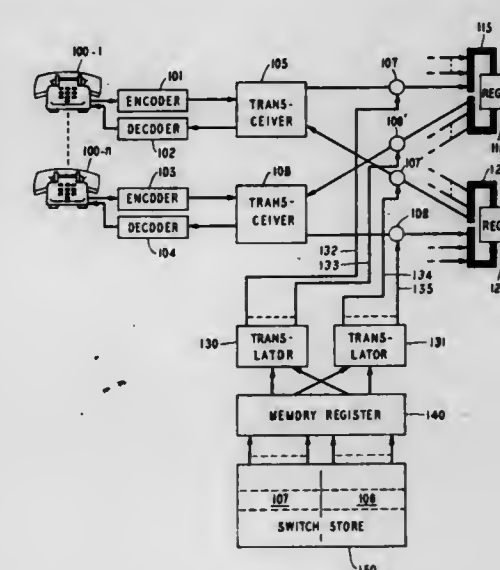 100-1
101
ENCODER
DECODER
102
105
TRANS-
CEIVER
107
115
REG
108'
107'
100-n
103
ENCODER
DECODER
104
TRANS-
CEIVER
108
132
133
134
135
130
TRANS-
LATOR
TRANS-
LATOR
131
MEMORY REGISTER
140
107
108
SWITCH STORE
150